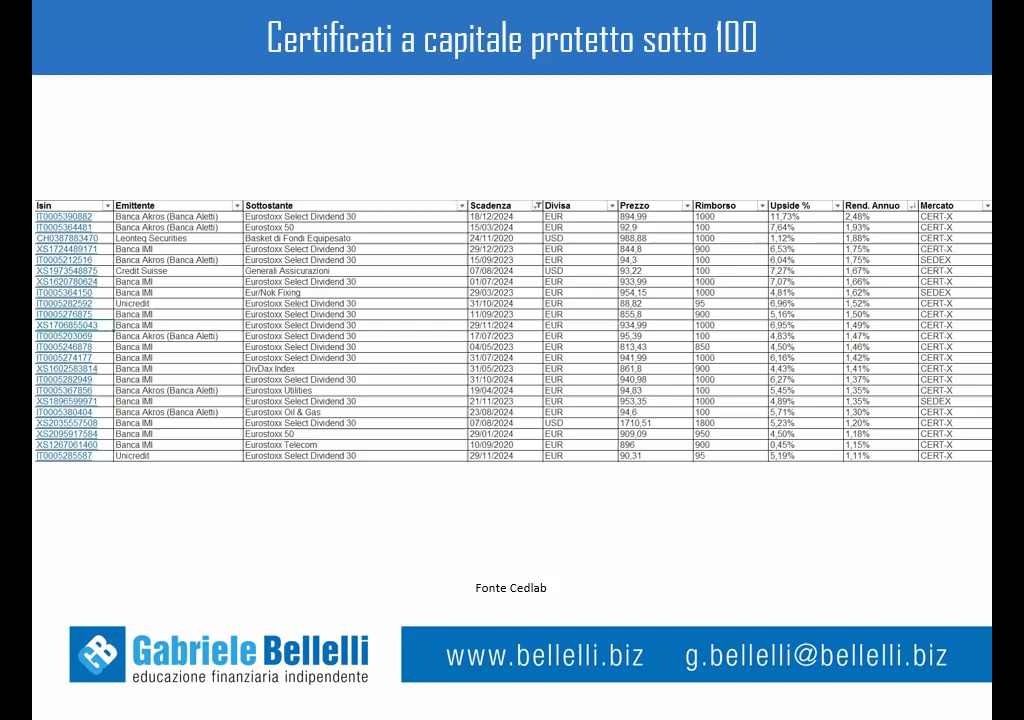 Certificati a capitale protetto sotto 100
Isin Emittente Sottostante Scadenza Divisa Prezzo Rimborso Upside % Rend. Annuo Mercato
IT0005390882 Banca Akros (Banca Aletti) Eurostoxx Select Dividend 30 18/12/2024 EUR 894,99 1000 11,73% 2,48% CERT-X
IT0005364481 Banca Akros (Banca Aletti) Eurostoxx 50 15/03/2024 EUR 92,9 100 7,64% 1,93% CERT-X
CH0387883470 Leonteq Securities Basket di Fondi Equipesato 24/11/2020 USD 988,88 1000 1,12% 1,88% CERT-X
XS1724489171 Banca IMI Eurostoxx Select Dividend 30 29/12/2023 EUR 844,8 900 6,53% 1,75% CERT-X
IT0005212516 Banca Akros (Banca Aletti) Eurostoxx Select Dividend 30 15/09/2023 EUR 94,3 100 6,04% 1,75% SEDEX
XS1973548875 Credit Suisse Generali Assicurazioni 07/08/2024 USD 93,22 100 7,27% 1,67% CERT-X
XS1620780624 Banca IMI Eurostoxx Select Dividend 30 01/07/2024 EUR 933,99 1000 7,07% 1,66% CERT-X
IT0005364150 Banca IMI Eur/Nok Fixing 29/03/2023 EUR 954,15 1000 4,81% 1,62% SEDEX
IT0005282592 Unicredit Eurostoxx Select Dividend 30 31/10/2024 EUR 88,82 95 6,96% 1,52% CERT-X
IT0005276875 Banca IMI Eurostoxx Select Dividend 30 11/09/2023 EUR 855,8 900 5,16% 1,50% CERT-X
XS1706855043 Banca IMI Eurostoxx Select Dividend 30 29/11/2024 EUR 934,99 1000 6,95% 1,49% CERT-X
IT0005203069 Banca Akros (Banca Aletti) Eurostoxx Select Dividend 30 17/07/2023 EUR 95,39 100 4,83% 1,47% CERT-X
IT0005246878 Banca IMI Eurostoxx Select Dividend 30 04/05/2023 EUR 813,43 850 4,50% 1,46% CERT-X
IT0005274177 Banca IMI Eurostoxx Select Dividend 30 31/07/2024 EUR 941,99 1000 6,16% 1,42% CERT-X
XS1602583814 Banca IMI DivDax Index 31/05/2023 EUR 861,8 900 4,43% 1,41% CERT-X
IT0005282949 Banca IMI Eurostoxx Select Dividend 30 31/10/2024 EUR 940,98 1000 6,27% 1,37% CERT-X
IT0005367856 Banca Akros (Banca Aletti) Eurostoxx Utilities 19/04/2024 EUR 94,83 100 5,45% 1,35% CERT-X
XS1896599971 Banca IMI Eurostoxx Select Dividend 30 21/11/2023 EUR 953,35 1000 4,89% 1,35% SEDEX
IT0005380404 Banca Akros (Banca Aletti) Eurostoxx Oil & Gas 23/08/2024 EUR 94,6 100 5,71% 1,30% CERT-X
XS2035557508 Banca IMI Eurostoxx Select Dividend 30 07/08/2024 USD 1710,51 1800 5,23% 1,20% CERT-X
XS2095917584 Banca IMI Eurostoxx 50 29/01/2024 EUR 909,09 950 4,50% 1,18% CERT-X
XS1267061460 Banca IMI Eurostoxx Telecom 10/09/2020 EUR 896 900 0,45% 1,15% CERT-X
IT0005285587 Unicredit Eurostoxx Select Dividend 30 29/11/2024 EUR 90,31 95 5,19% 1,11% CERT-X
Fonte Cedlab
Gabriele Bellelli
educazione finanziaria indipendente
www.bellelli.biz g.bellelli@bellelli.biz